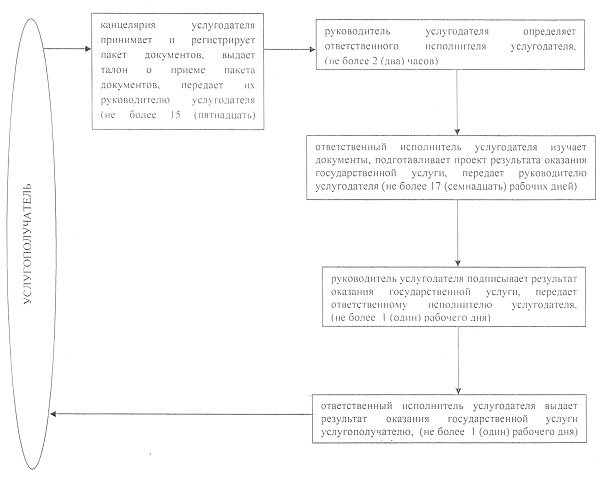 УСЛУГОПОЛУЧАТЕЛЬ
канцелярия услугодателя
принимает и регистрирует
пакет документов, выдает
талон о приеме пакета
документов, передает их
руководителю услугодателя
(не более 15 (пятнадцать)
руководитель услугодателя определяет
ответственного исполнителя услугодателя,
(не более 2 (два) часов)
ответственный исполнитель услугодателя изучает
документы, подготавливает проект результата оказания
государственной услуги, передает руководителю
услугодателя (не более 17 (семнадцать) рабочих дней)
руководитель услугодателя подписывает результат
оказания государственной услуги, передает
ответственному исполнителю услугодателя,
(не более 1 (один) рабочего дня)
ответственный исполнитель услугодателя выдает
результат оказания государственной услуги
услугополучателю, (не более 1 (один) рабочего дня)